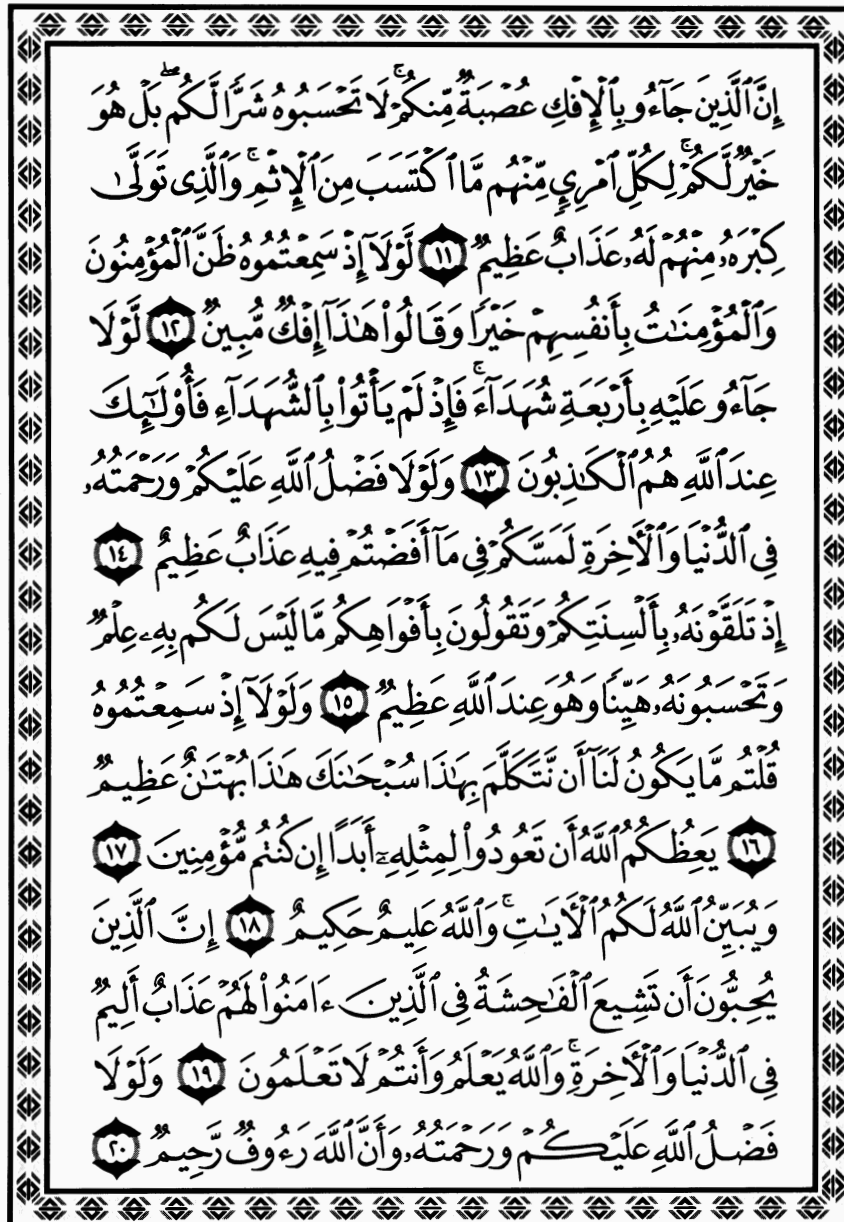 إِنَّ ٱلَّذِينَ جَآءُو بِٱلْإِفْكِ عُصْبَةٌ مِّنكُمْ ۚ لَا تَحْسَبُوهُ شَرًّا لَّكُم ۖ بَلْ هُوَ
خَيْرٌ لَّكُمْ ۚ لِكُلِّ ٱمْرِئٍ مِّنْهُم مَّا ٱكْتَسَبَ مِنَ ٱلْإِثْمِ ۚ وَٱلَّذِى تَوَلَّىٰ
كِبْرَهُۥ مِنْهُمْ لَهُۥ عَذَابٌ عَظِيمٌ ١١ لَّوْلَآ إِذْ سَمِعْتُمُوهُ ظَنَّ ٱلْمُؤْمِنُونَ
وَٱلْمُؤْمِنَٰتُ بِأَنفُسِهِمْ خَيْرًا وَقَالُوا۟ هَٰذَآ إِفْكٌ مُّبِينٌ ١٢ لَّوْلَا
جَآءُو عَلَيْهِ بِأَرْبَعَةِ شُهَدَآءَ ۚ فَإِذْ لَمْ يَأْتُوا۟ بِٱلشُّهَدَآءِ فَأُو۟لَٰٓئِكَ
عِندَ ٱللَّهِ هُمُ ٱلْكَٰذِبُونَ ١٣ وَلَوْلَا فَضْلُ ٱللَّهِ عَلَيْكُمْ وَرَحْمَتُهُۥ
فِى ٱلدُّنْيَا وَٱلْأَخِرَةِ لَمَسَّكُمْ فِى مَآ أَفَضْتُمْ فِيهِ عَذَابٌ عَظِيمٌ ١٤
إِذْ تَلَقَّوْنَهُۥ بِأَلْسِنَتِكُمْ وَتَقُولُونَ بِأَفْوَاهِكُم مَّا لَيْسَ لَكُم بِهِۦ عِلْمٌ
وَتَحْسَبُونَهُۥ هَيِّنًا وَهُوَ عِندَ ٱللَّهِ عَظِيمٌ ١٥ وَلَوْلَآ إِذْ سَمِعْتُمُوهُ
قُلْتُم مَّا يَكُونُ لَنَآ أَن نَّتَكَلَّمَ بِهَٰذَا سُبْحَٰنَكَ هَٰذَا بُهْتَٰنٌ عَظِيمٌ
١٦ يَعِظُكُمُ ٱللَّهُ أَن تَعُودُوا۟ لِمِثْلِهِۦٓ أَبَدًا إِن كُنتُم مُّؤْمِنِينَ ١٧
وَيُبَيِّنُ ٱللَّهُ لَكُمُ ٱلْأَيَٰتِ ۚ وَٱللَّهُ عَلِيمٌ حَكِيمٌ ١٨ إِنَّ ٱلَّذِينَ
يُحِبُّونَ أَن تَشِيعَ ٱلْفَٰحِشَةُ فِى ٱلَّذِينَ ءَامَنُوا۟ لَهُمْ عَذَابٌ أَلِيمٌ
فِى ٱلدُّنْيَا وَٱلْأَخِرَةِ ۚ وَٱللَّهُ يَعْلَمُ وَأَنتُمْ لَا تَعْلَمُونَ ١٩ وَلَوْلَا
فَضْلُ ٱللَّهِ عَلَيْكُمْ وَرَحْمَتُهُۥ وَأَنَّ ٱللَّهَ رَءُوفٌ رَّحِيمٌ ٢٠